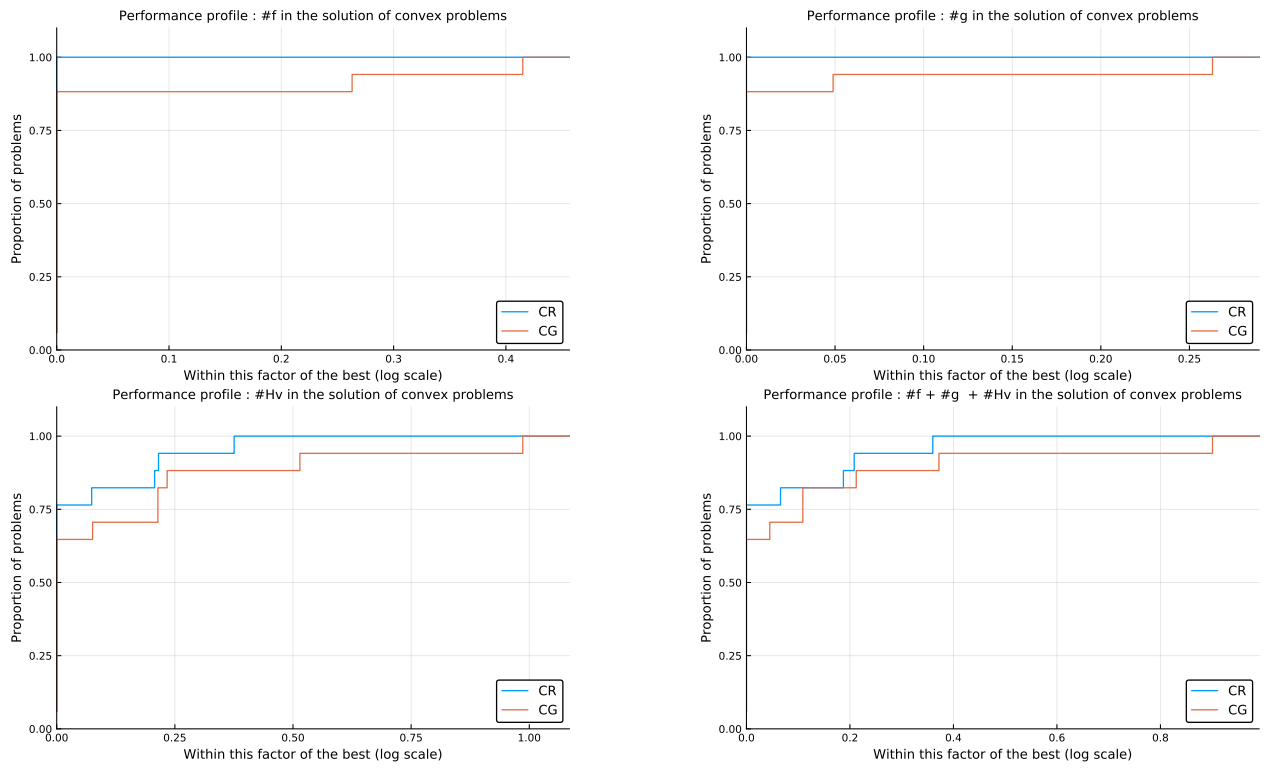 Performance profile : #f in the solution of convex problems
Proportion of problems
1.00
0.75
0.50
0.25
0.00
0.0 0.1 0.2 0.3 0.4
Within this factor of the best (log scale)
CR
CG
Performance profile : #g in the solution of convex problems
Proportion of problems
1.00
0.75
0.50
0.25
0.00
0.00 0.05 0.10 0.15 0.20 0.25
Within this factor of the best (log scale)
CR
CG
Performance profile : #Hv in the solution of convex problems
Proportion of problems
1.00
0.75
0.50
0.25
0.00
0.00 0.25 0.50 0.75 1.00
Within this factor of the best (log scale)
CR
CG
Performance profile : #f + #g + #Hv in the solution of convex problems
Proportion of problems
1.00
0.75
0.50
0.25
0.00
0.0 0.2 0.4 0.6 0.8
Within this factor of the best (log scale)
CR
CG